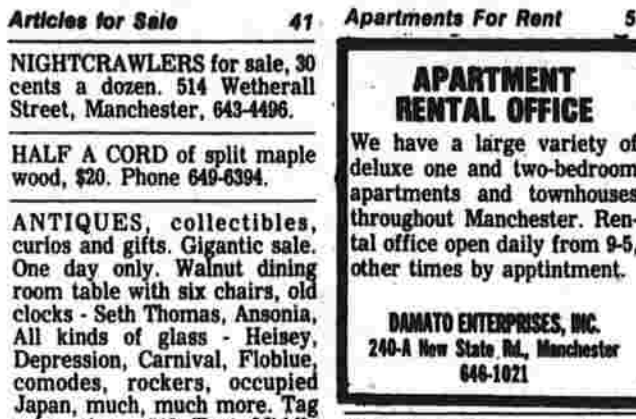 Articles for Sale 41
NIGHTCRAWLERS for sale, 30
cents a dozen. 514 Wetherall
Street, Manchester, 643-4496.
HALF A CORD of split maple
wood, $20. Phone 649-6394.
ANTIQUES, collectibles,
curios and gifts. Gigantic sale.
One day only. Walnut dining
room table with six chairs, old
clocks - Seth Thomas, Ansonia,
All kinds of glass - Heisey,
Depression, Carnival, Floblue,
comodes, rockers, occupied
Japan, much, much more. Tag
Apartments For Rent 5
APARTMENT
RENTAL OFFICE
We have a large variety of
deluxe one and two-bedroom
apartments and townhouses
throughout Manchester. Ren-
tal office open daily from 9-5,
other times by apptintment.
DAMATO ENTERPRISES, INC.
240-A New State Rd., Manchester
646-1021